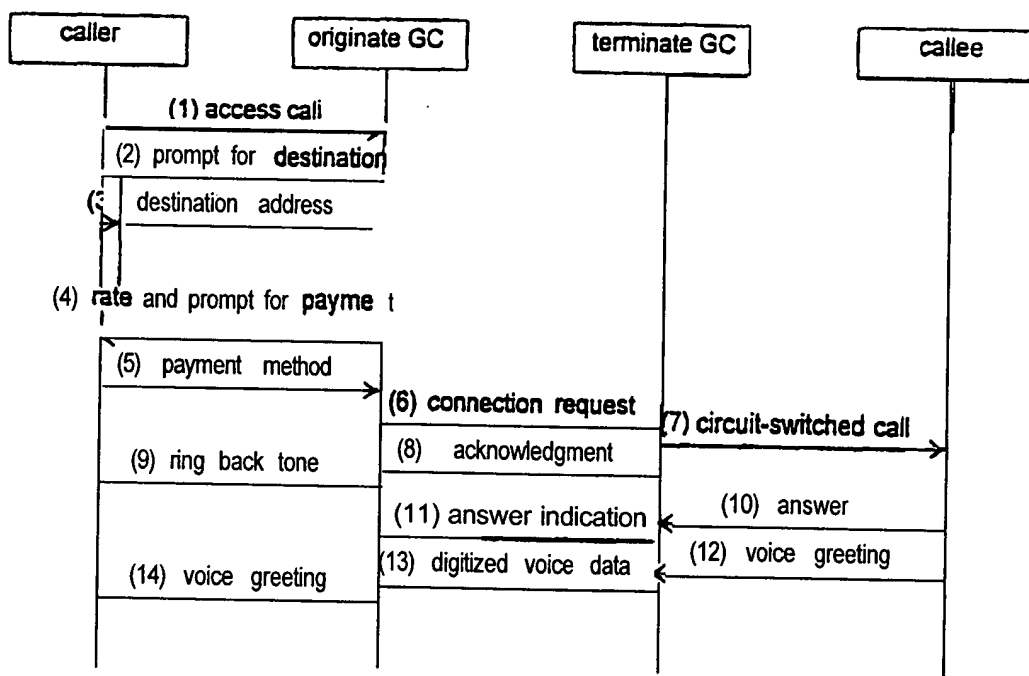 caller
originate GC
terminate GC
callee
(1) access call
(2) prompt for destination
(3
destination address
(4) rate and prompt for payme t
(5) payment method
(6) connection request
(7) circuit-switched call
(8) acknowledgment
(9) ring back tone
(10) answer
(11) answer indication
(12) voice greeting
(13) digitized voice data
(14) voice greeting